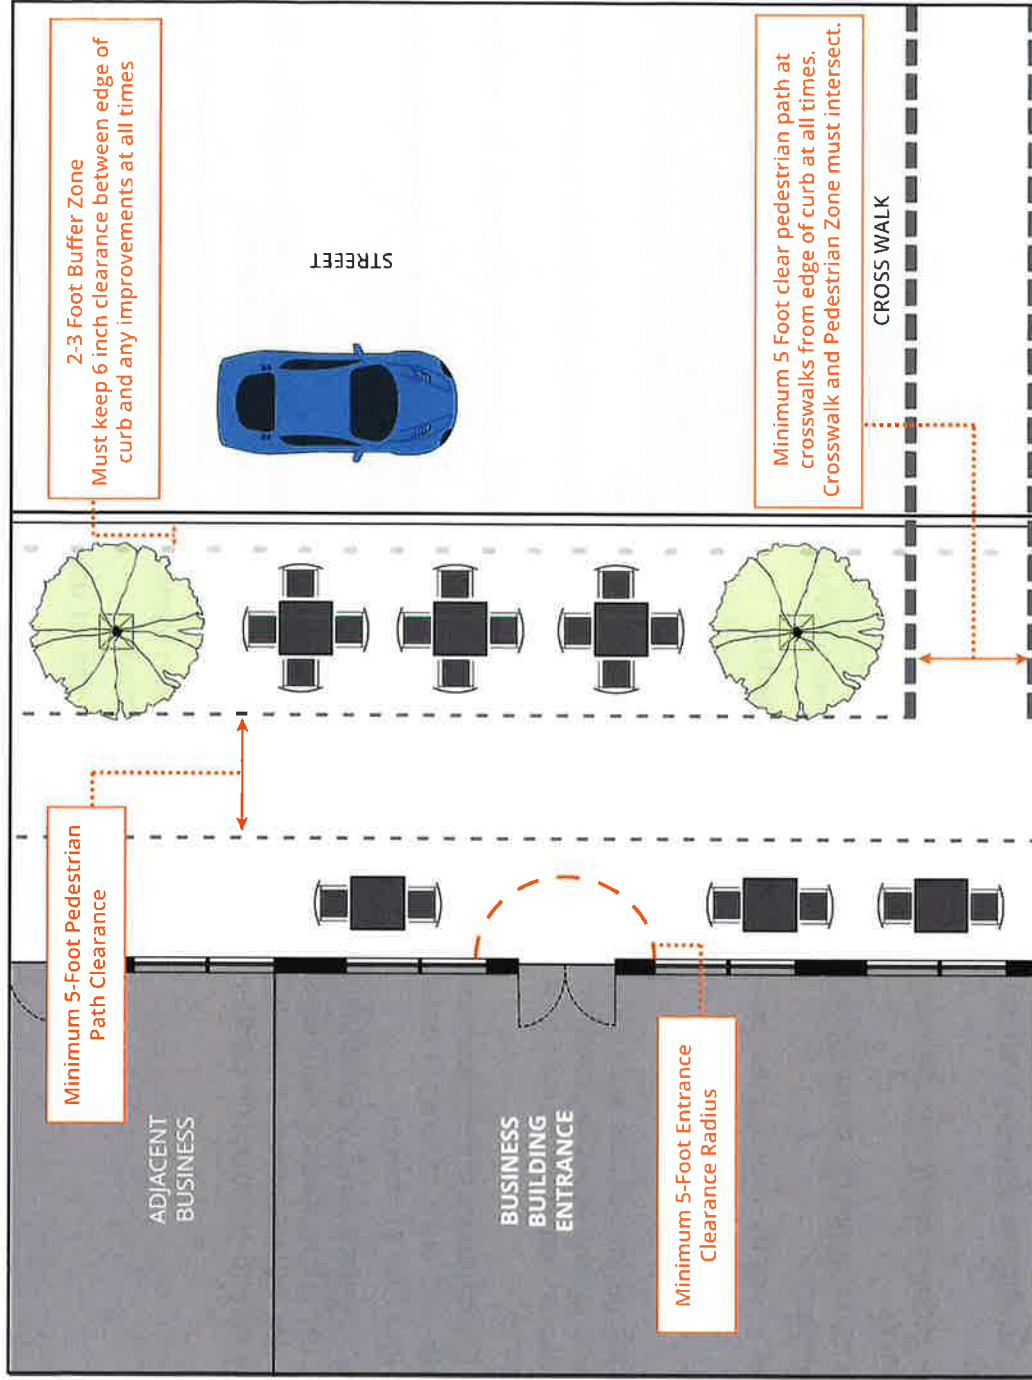 2-3 Foot Buffer Zone
Must keep 6 inch clearance between edge of
curb and any improvements at all times
STREEET
Minimum 5 Foot clear pedestrian path at
crosswalks from edge of curb at all times.
Crosswalk and Pedestrian Zone must intersect.
CROSS WALK
Minimum 5-Foot Pedestrian
Path Clearance
ADJACENT
BUSINESS
BUSINESS
BUILDING
ENTRANCE
Minimum 5-Foot Entrance
Clearance Radius